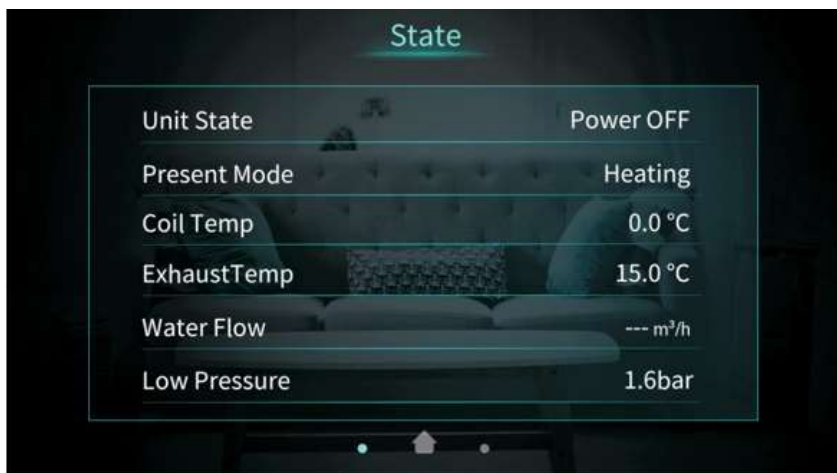 State
Unit State Power OFF
Present Mode Heating
Coil Temp 0.0 °C
ExhaustTemp 15.0 °C
Water Flow --- m³/h
Low Pressure 1.6bar